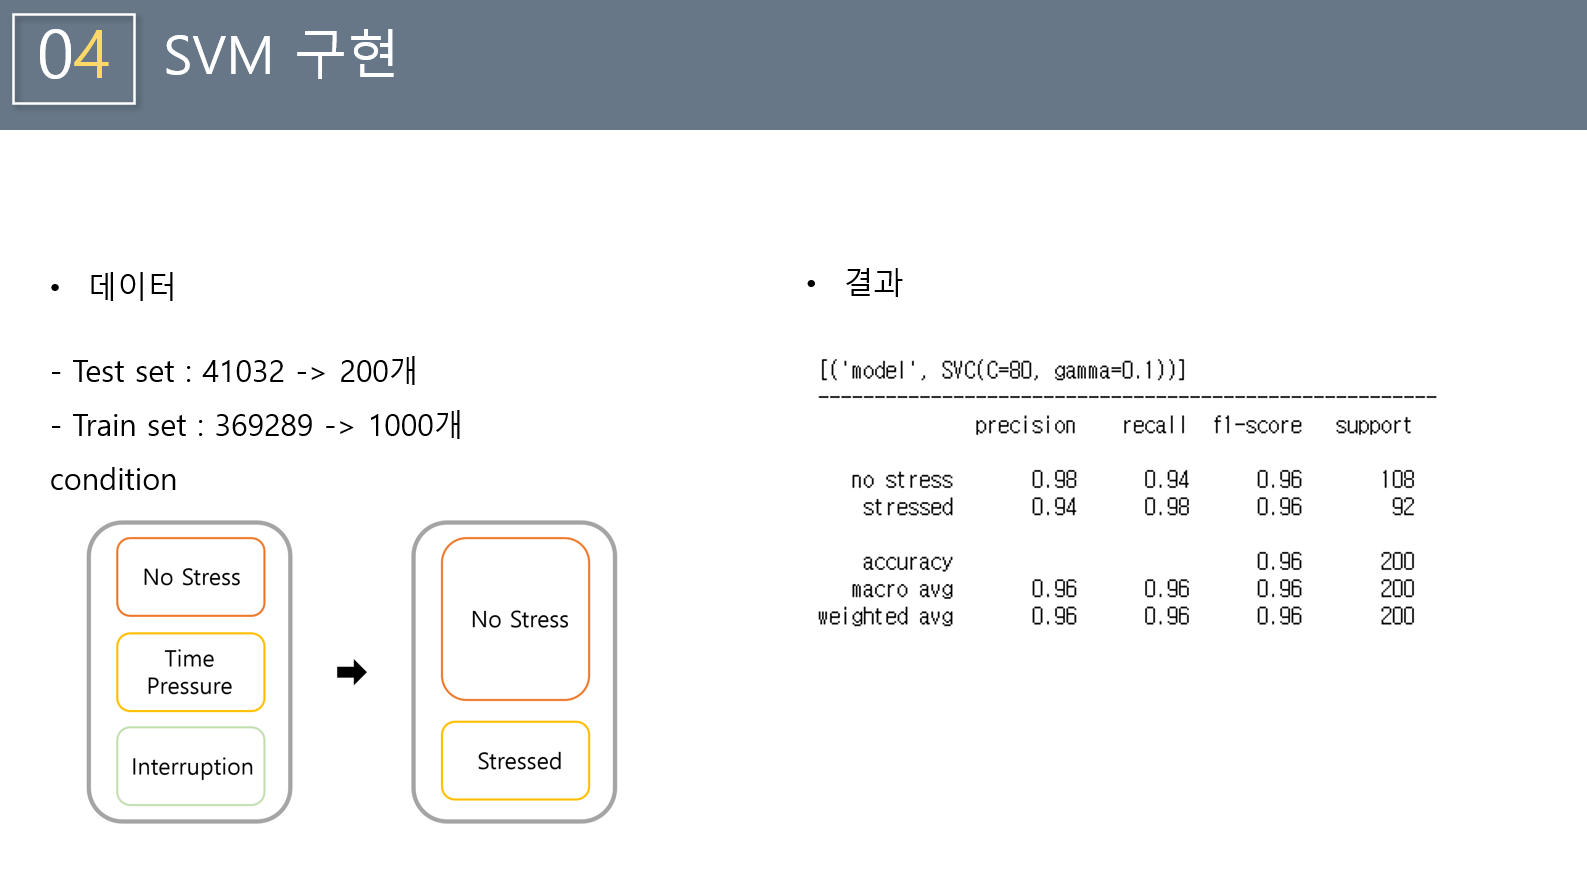 04 SVM 구현
• 데이터
- Test set : 41032 -> 200개
- Train set : 369289 -> 1000개
condition
No Stress
Time
Pressure
Interruption
No Stress
Stressed
• 결과
[('model', SVC(C=80, gamma=0.1))]
-------------------------------------------------------
precision recall f1-score support
no stress 0.98 0.94 0.96 108
stressed 0.94 0.98 0.96 92
accuracy 0.96 200
macro avg 0.96 0.96 0.96 200
weighted avg 0.96 0.96 0.96 200